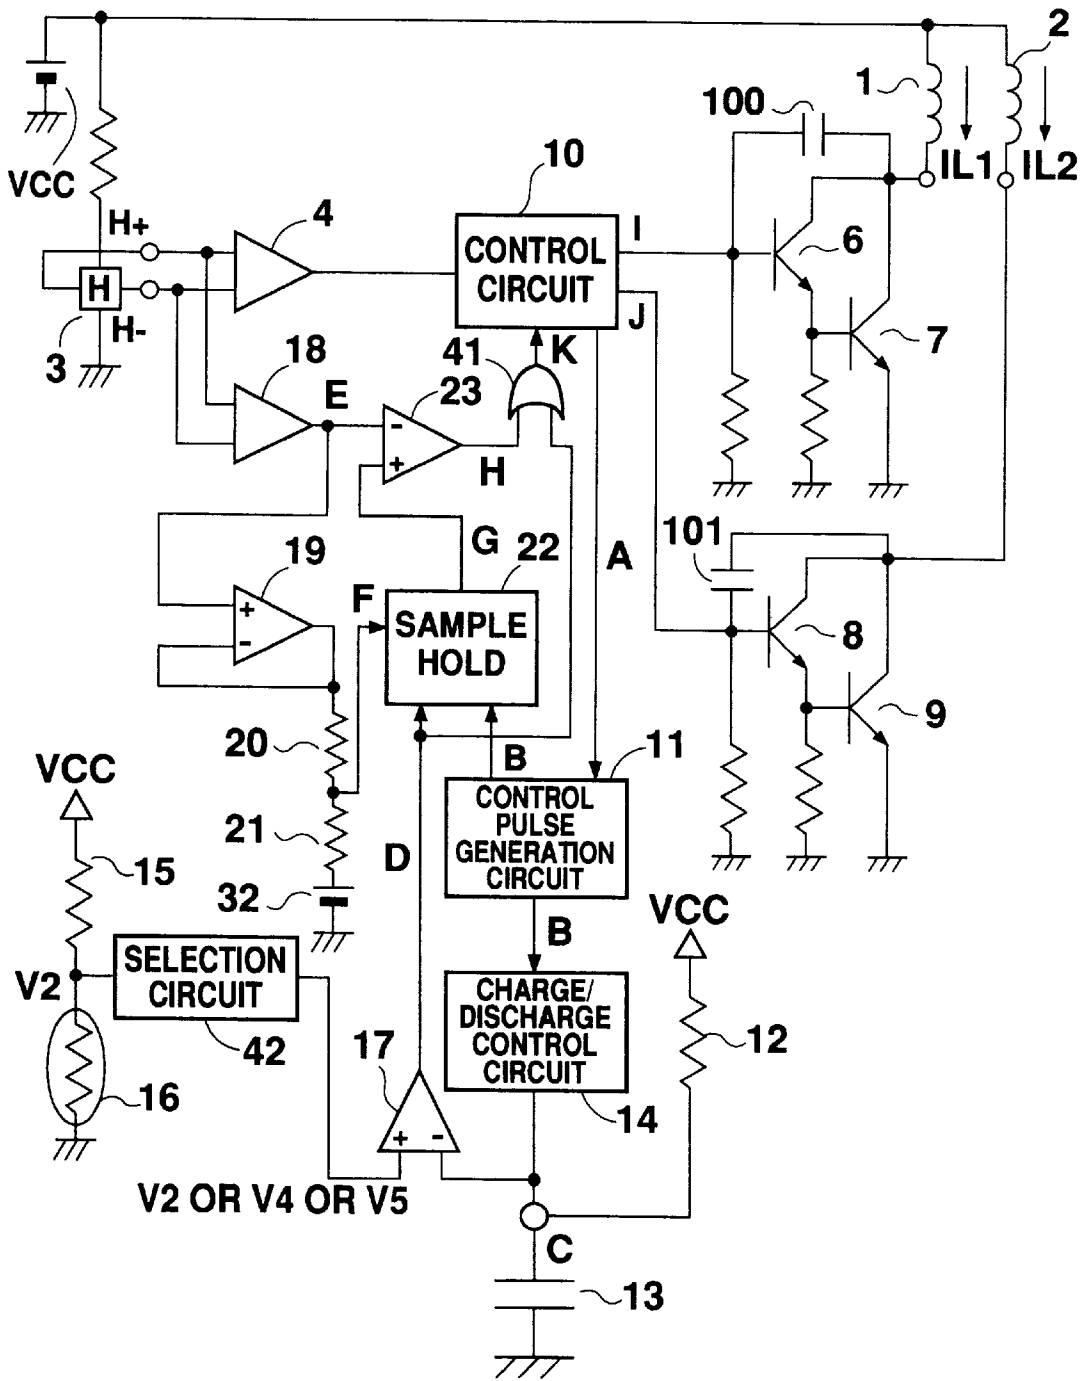 2
1
100
10
IL1
IL2
VCC
H+
4
CONTROL
CIRCUIT
I
6
H
J
H-
3
18
41
K
7
E
23
-
+
H
G
22
A
101
19
F
+
-
SAMPLE
HOLD
8
20
B
11
9
VCC
CONTROL
PULSE
GENERATION
CIRCUIT
21
D
15
32
VCC
B
SELECTION
CIRCUIT
V2
CHARGE/
DISCHARGE
CONTROL
CIRCUIT
17
42
12
16
14
+
-
V2 OR V4 OR V5
C
13